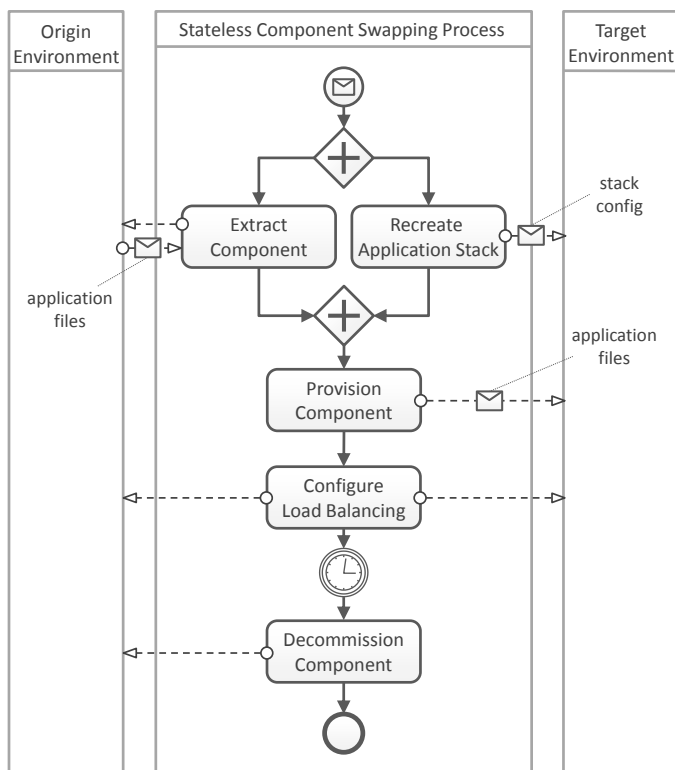 Origin
Environment
Stateless Component Swapping Process
Target
Environment
Extract
Component
Recreate
Application Stack
stack
config
application
files
application
files
Provision
Component
Configure
Load Balancing
Decommission
Component